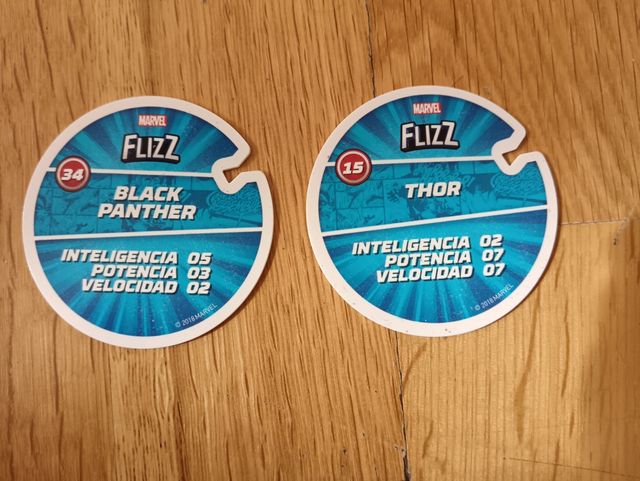 MARVEL
FLIZZ
34
BLACK
PANTHER
INTELIGENCIA 05
POTENCIA 03
VELOCIDAD 02
© 2018 MARVEL
MARVEL
FLIZZ
15
THOR
INTELIGENCIA 02
POTENCIA 07
VELOCIDAD 07
© 2018 MARVEL